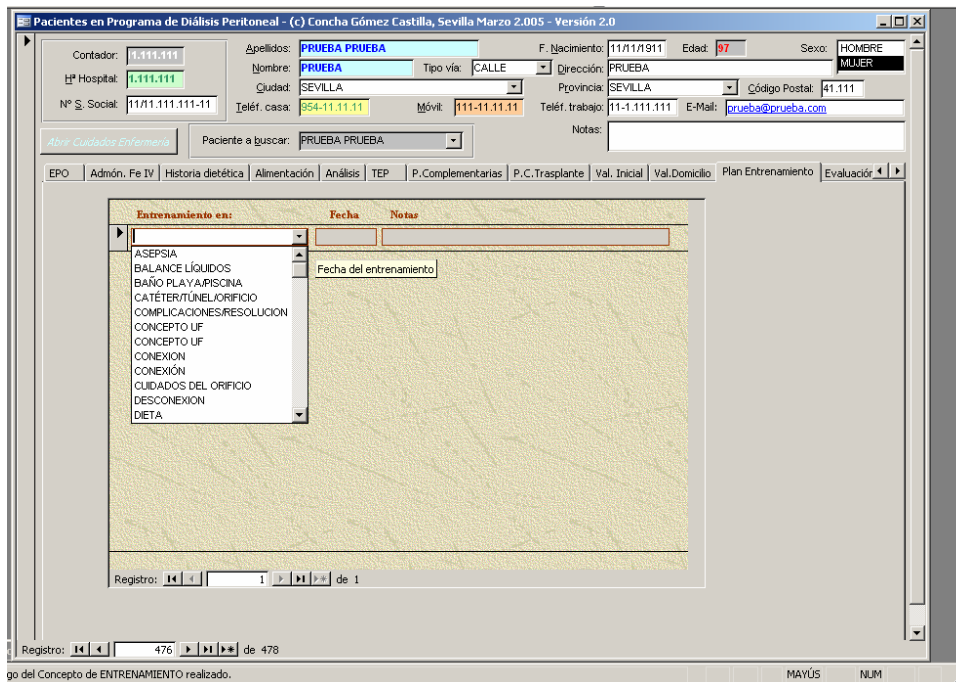 Pacientes en Programa de Diálisis Peritoneal - (c) Concha Gómez Castilla, Sevilla Marzo 2.005 - Versión 2.0
Contador: 1.111.111
Apellidos: PRUEBA PRUEBA
F. Nacimiento: 11/11/1911 Edad: 97
Sexo: HOMBRE
MUJER
Hª Hospital: 1.111.111
Nombre: PRUEBA Tipo vía: CALLE Dirección: PRUEBA
Ciudad: SEVILLA Provincia: SEVILLA Código Postal: 41.111
Nº S. Social: 11/11.111.111-11 Teléf. casa: 954-11.11.11 Móvil: 111-11.11.11 Teléf. trabajo: 11-1.111.111 E-Mail: prueba@prueba.com
Notas:
Abrir Cuidados Enfermería Paciente a buscar: PRUEBA PRUEBA
EPO Admón. Fe IV Historia dietética Alimentación Análisis TEP P.Complementarias P.C.Trasplante Val. Inicial Val.Domicilio Plan Entrenamiento Evaluación
Entrenamiento en: Fecha Notas
ASEPSIA
BALANCE LÍQUIDOS
Fecha del entrenamiento
BAÑO PLAYA/PISCINA
CATÉTER/TÚNEL/ORIFICIO
COMPLICACIONES/RESOLUCION
CONCEPTO UF
CONCEPTO UF
CONEXION
CONEXIÓN
CUIDADOS DEL ORIFICIO
DESCONEXION
DIETA
Registro: 1 de 1
Registro: 476 de 478
go del Concepto de ENTRENAMIENTO realizado. MAYÚS NUM